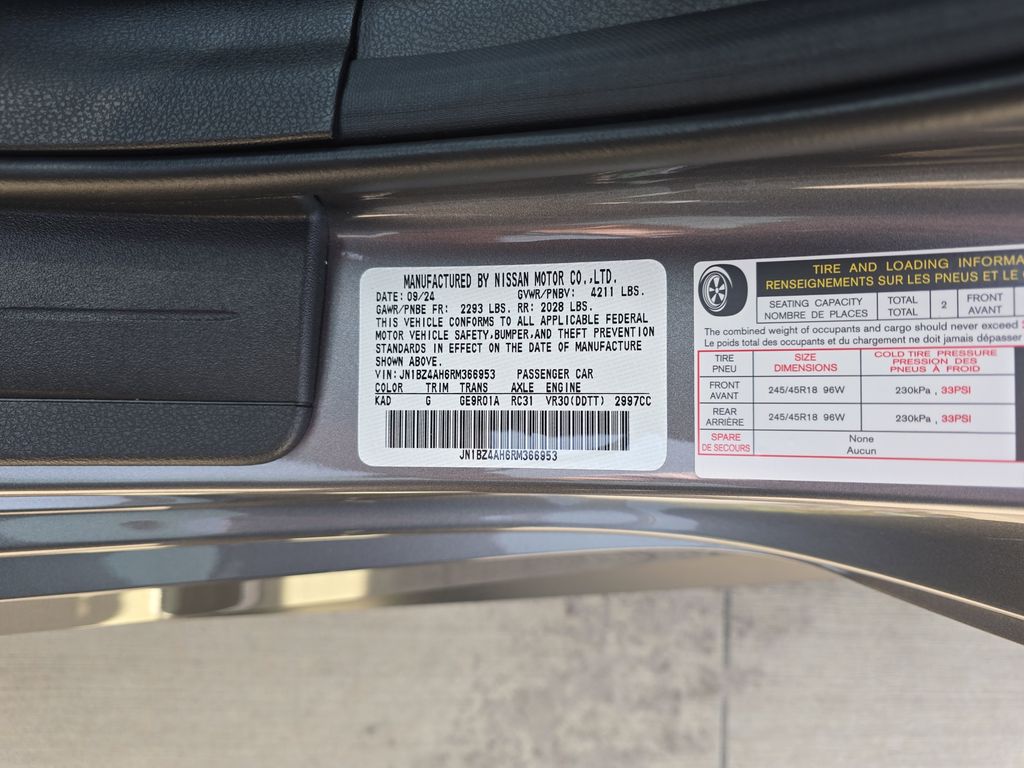 MANUFACTURED BY NISSAN MOTOR CO.,LTD.
DATE: 09/24 GVWR/PNBV: 4211 LBS.
GAWR/PNBE FR: 2293 LBS. RR: 2028 LBS.
THIS VEHICLE CONFORMS TO ALL APPLICABLE FEDERAL
MOTOR VEHICLE SAFETY,BUMPER,AND THEFT PREVENTION
STANDARDS IN EFFECT ON THE DATE OF MANUFACTURE
SHOWN ABOVE.
VIN: JN1BZ4AH6RM366953 PASSENGER CAR
COLOR TRIM TRANS AXLE ENGINE
KAD G GE9R01A RC31 VR30(DDTT) 2997CC
JN1BZ4AH6RM366953
TIRE AND LOADING
RENSEIGNEMENTS SUR LES PNEUS ET LE
SEATING CAPACITY TOTAL 2 FRONT
NOMBRE DE PLACES TOTAL AVANT
The combined weight of occupants and cargo should never exceed
Le poids total des occupants et du chargement ne doit jamais dépasser
TIRE SIZE COLD TIRE PRESSURE
PNEU DIMENSIONS PRESSION DES
PNEUS À FROID
FRONT 245/45R18 96W 230kPa , 33PSI
AVANT
REAR 245/45R18 96W 230kPa , 33PSI
ARRIÈRE
SPARE None
DE SECOURS Aucun